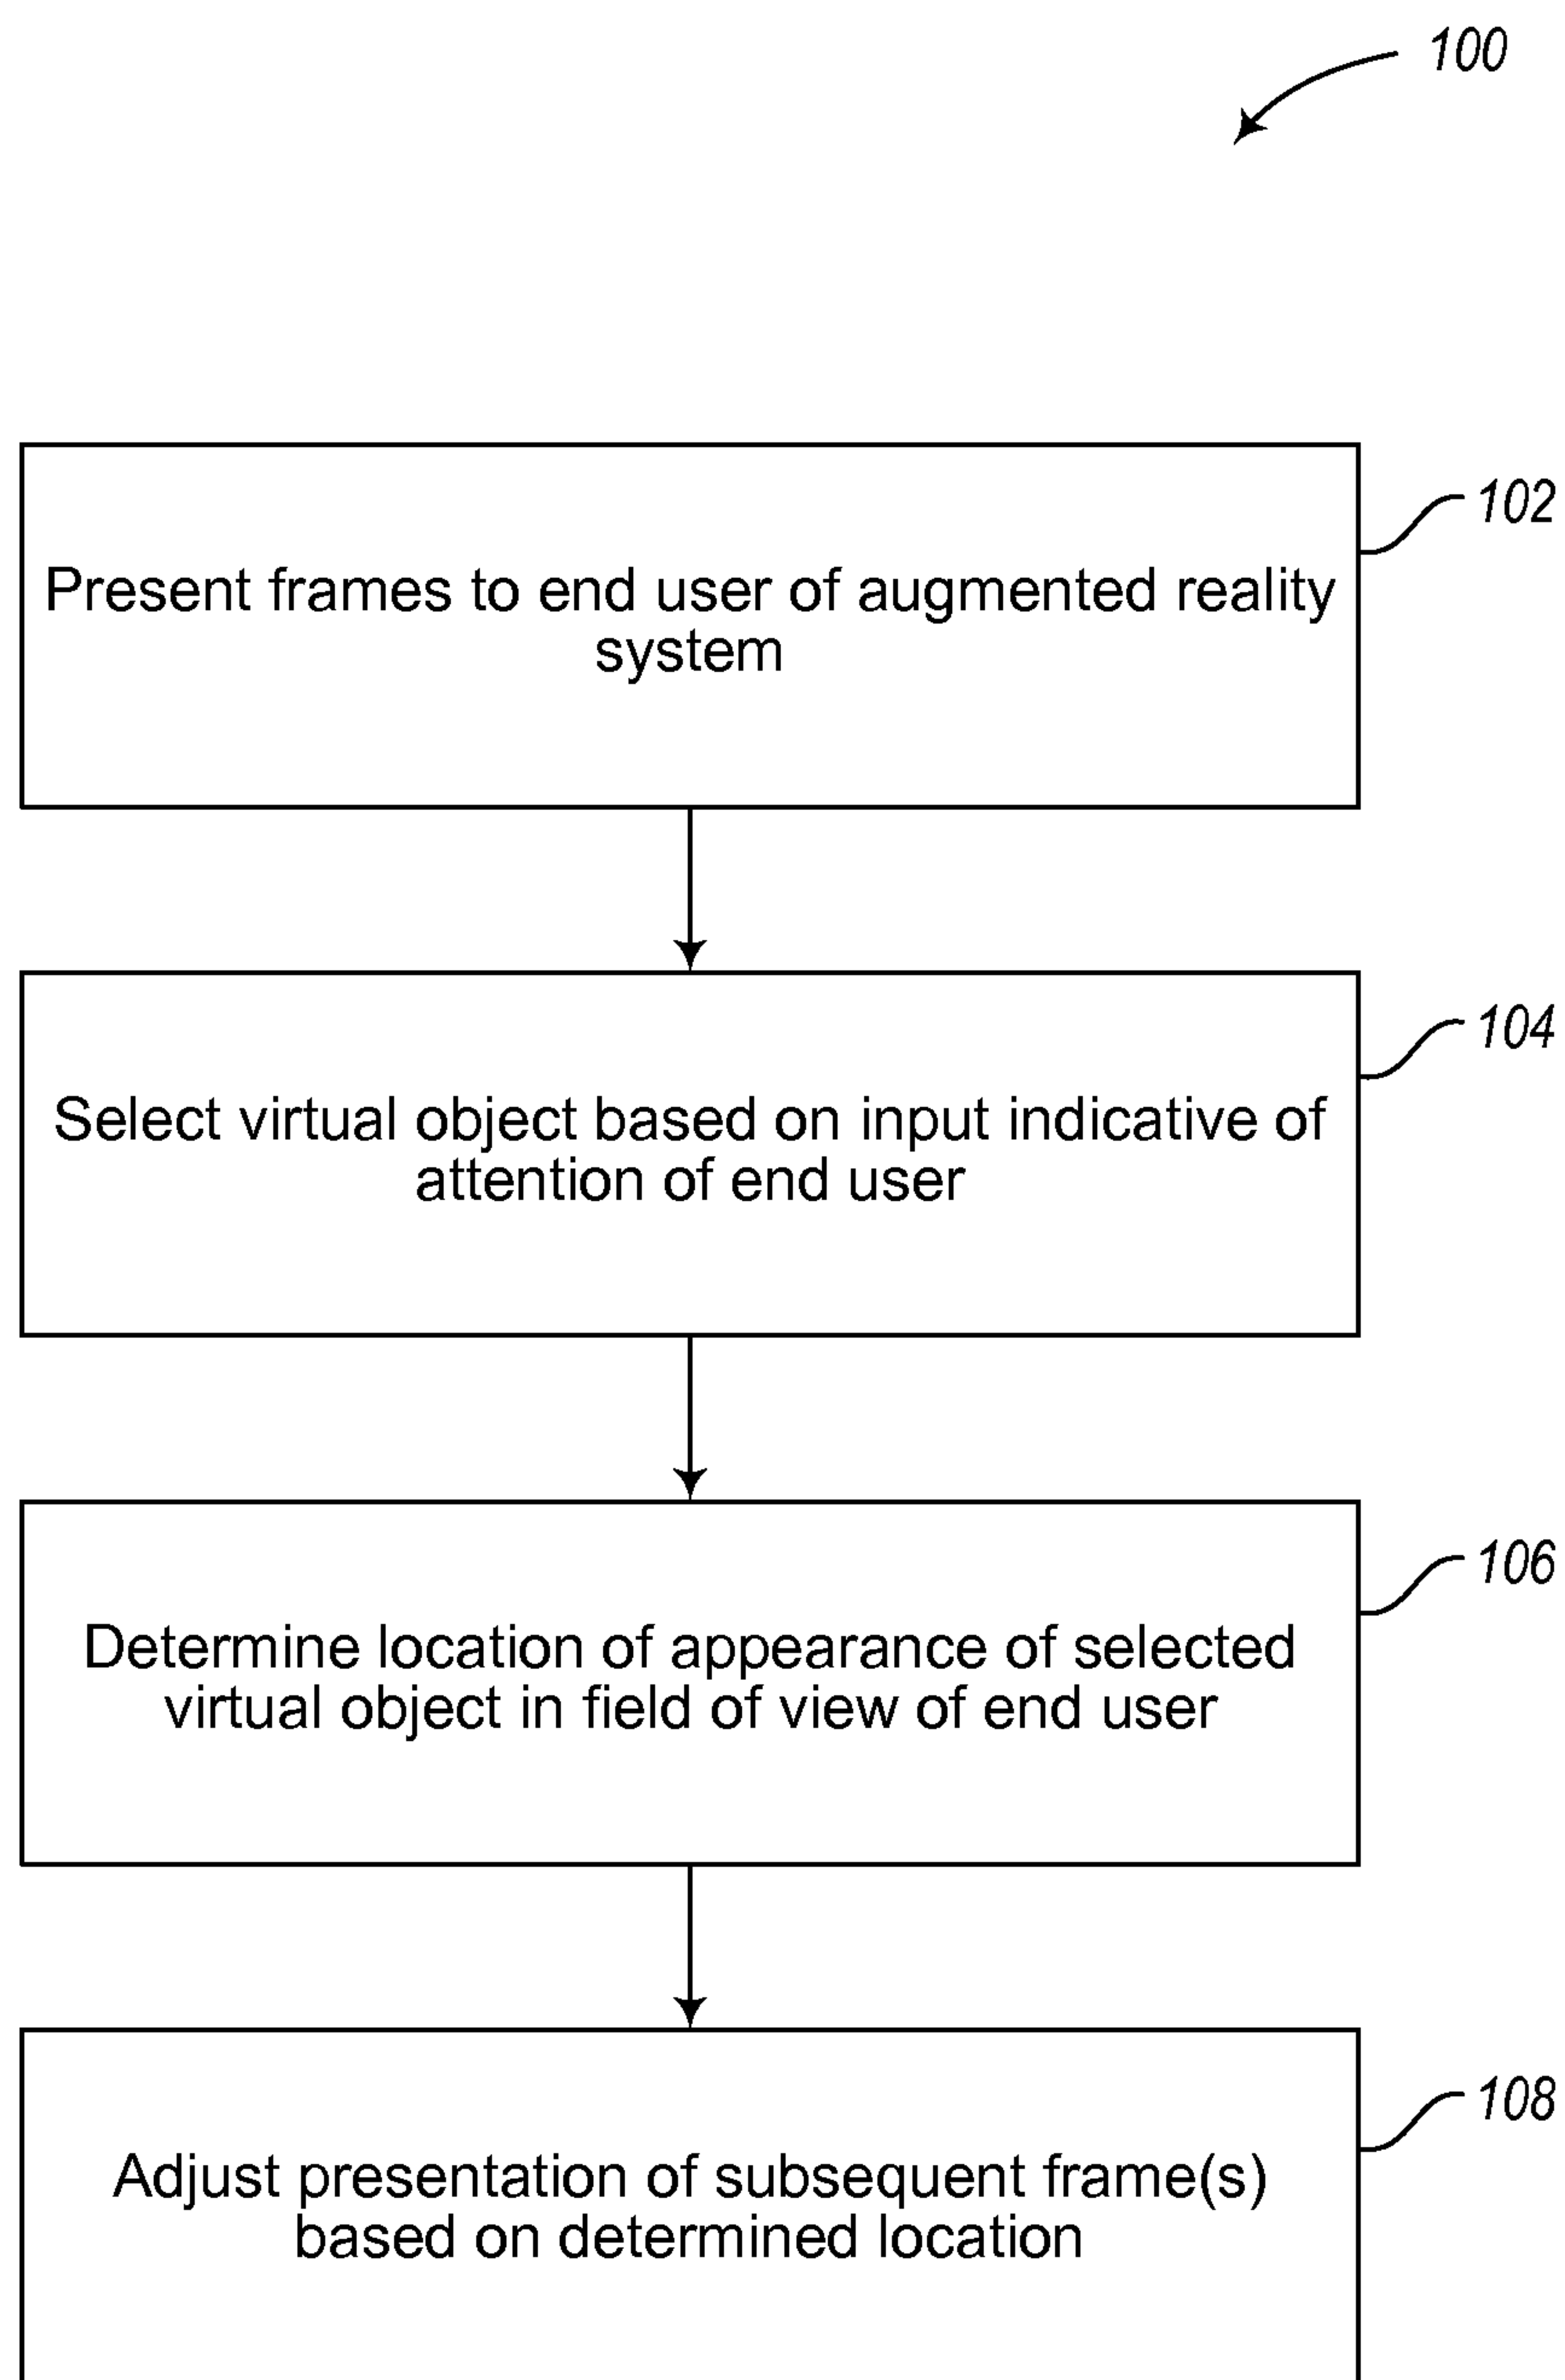 100
102
Present frames to end user of augmented reality
system
104
Select virtual object based on input indicative of
attention of end user
106
Determine location of appearance of selected
virtual object in field of view of end user
108
Adjust presentation of subsequent frame(s)
based on determined location